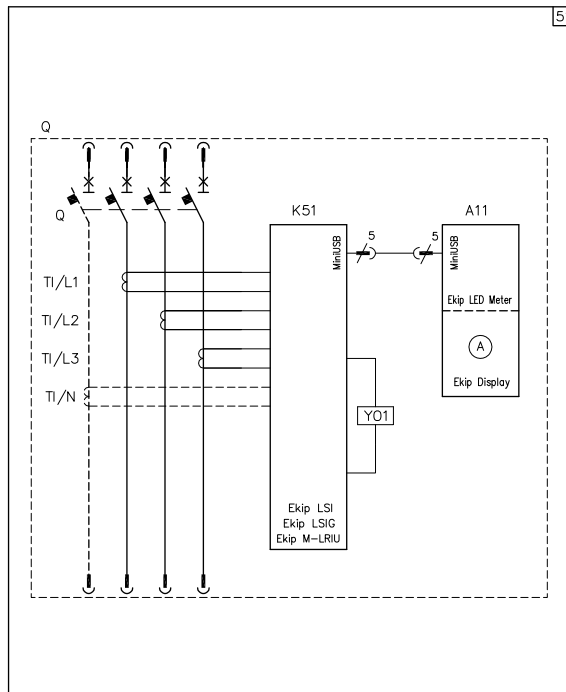 5
Q
Q
K51
A11
MiniUSB
5
5
MiniUSB
TI/L1
Ekip LED Meter
TI/L2
A
TI/L3
Ekip Display
TI/N
YO1
Ekip LSI
Ekip LSIG
Ekip M-LRIU